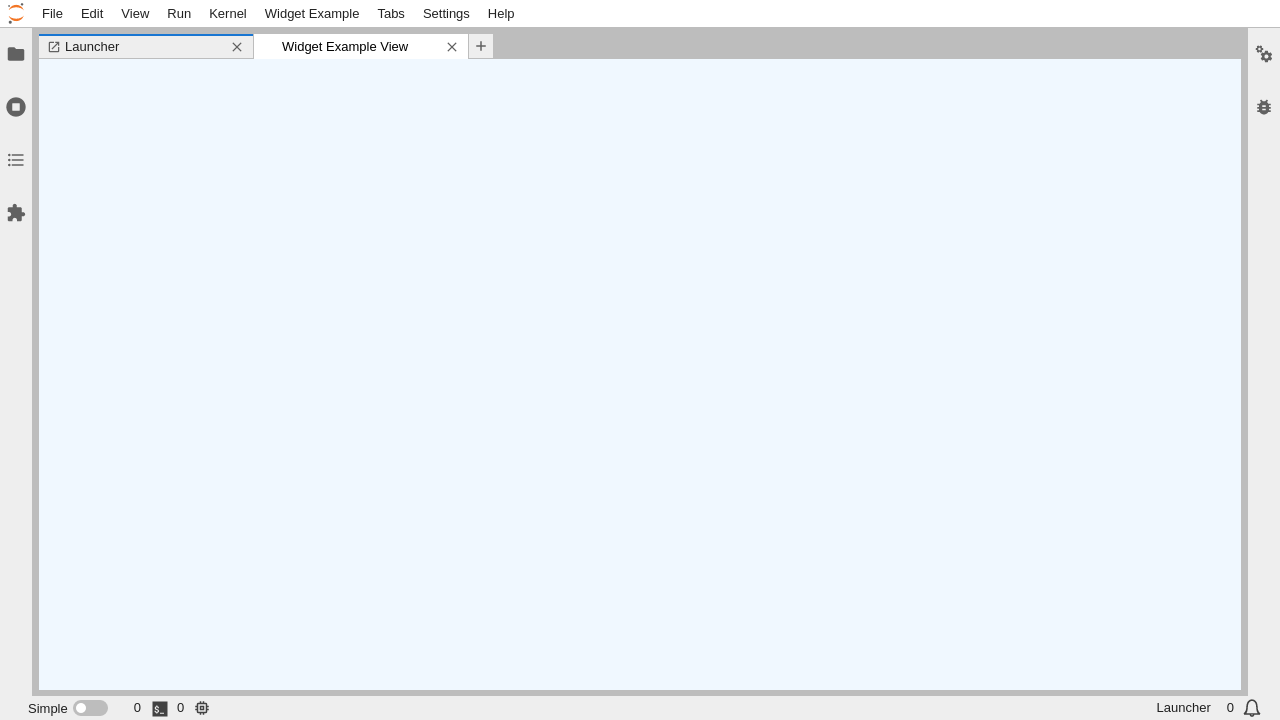 File Edit View Run Kernel Widget Example Tabs Settings Help
Launcher Widget Example View
Simple 0 $_ 0 Launcher 0